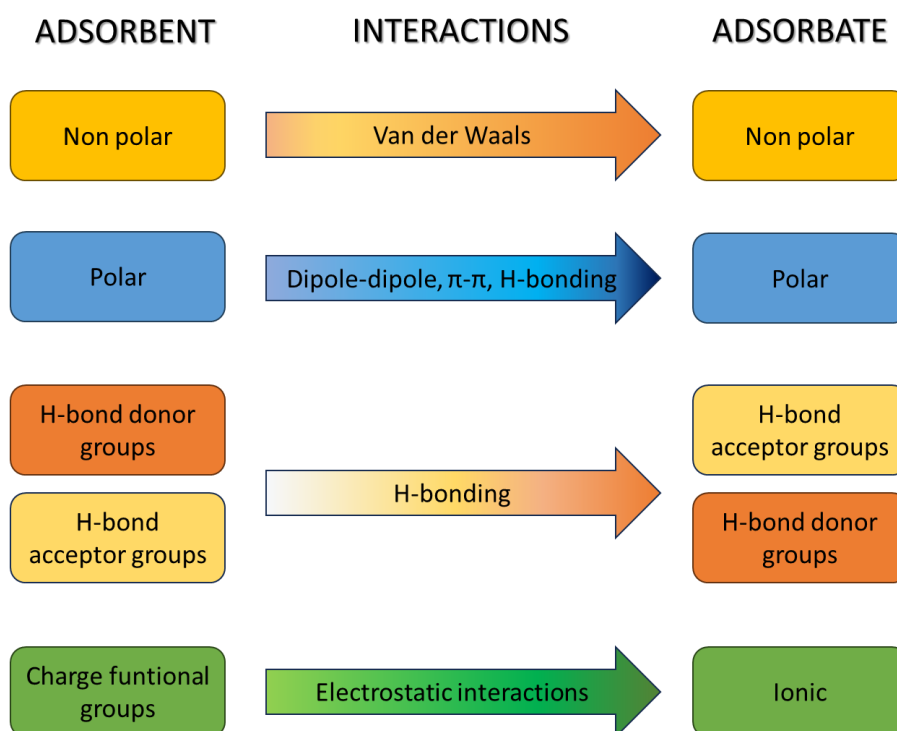 ADSORBENT INTERACTIONS ADSORBATE
Non polar Van der Waals Non polar
Polar Dipole-dipole, π-π, H-bonding Polar
H-bond donor
groups
H-bond
acceptor groups
H-bonding
H-bond
acceptor groups
H-bond donor
groups
Charge funtional
groups
Electrostatic interactions
Ionic